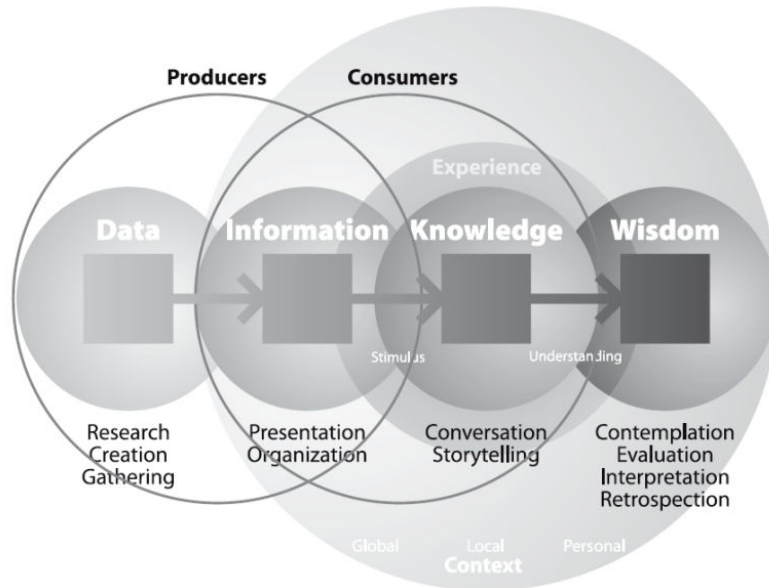 Producers
Consumers
Experience
Data
Information
Knowledge
Wisdom
Stimulus
Understanding
Research
Creation
Gathering
Presentation
Organization
Conversation
Storytelling
Contemplation
Evaluation
Interpretation
Retrospection
Global
Local
Personal
Context